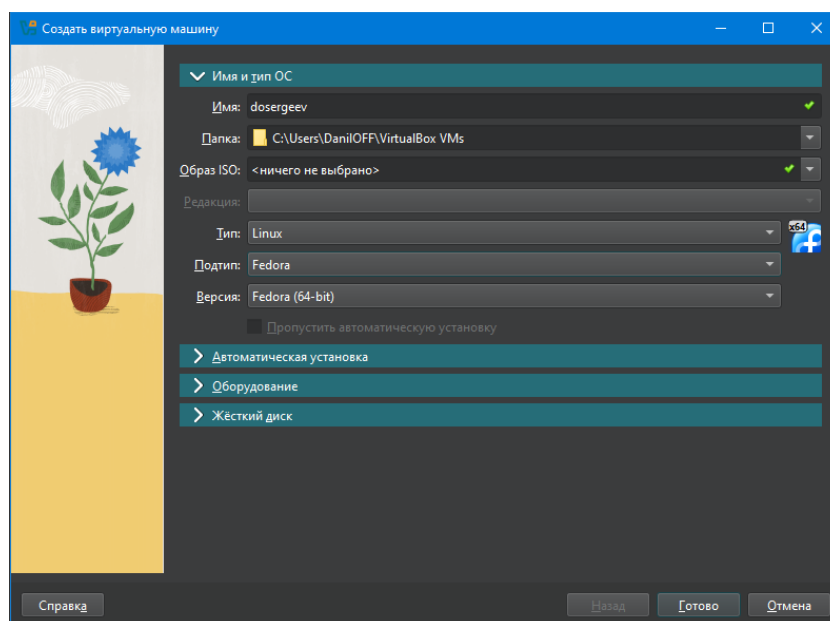 Создать виртуальную машину
Имя и тип ОС
Имя: dosergeev
Папка: C:\Users\DanilOFF\VirtualBox VMs
Образ ISO: <ничего не выбрано>
Редакция:
Тип: Linux
x64
Подтип: Fedora
Версия: Fedora (64-bit)
Пропустить автоматическую установку
Автоматическая установка
Оборудование
Жёсткий диск
Справка Назад Готово Отмена